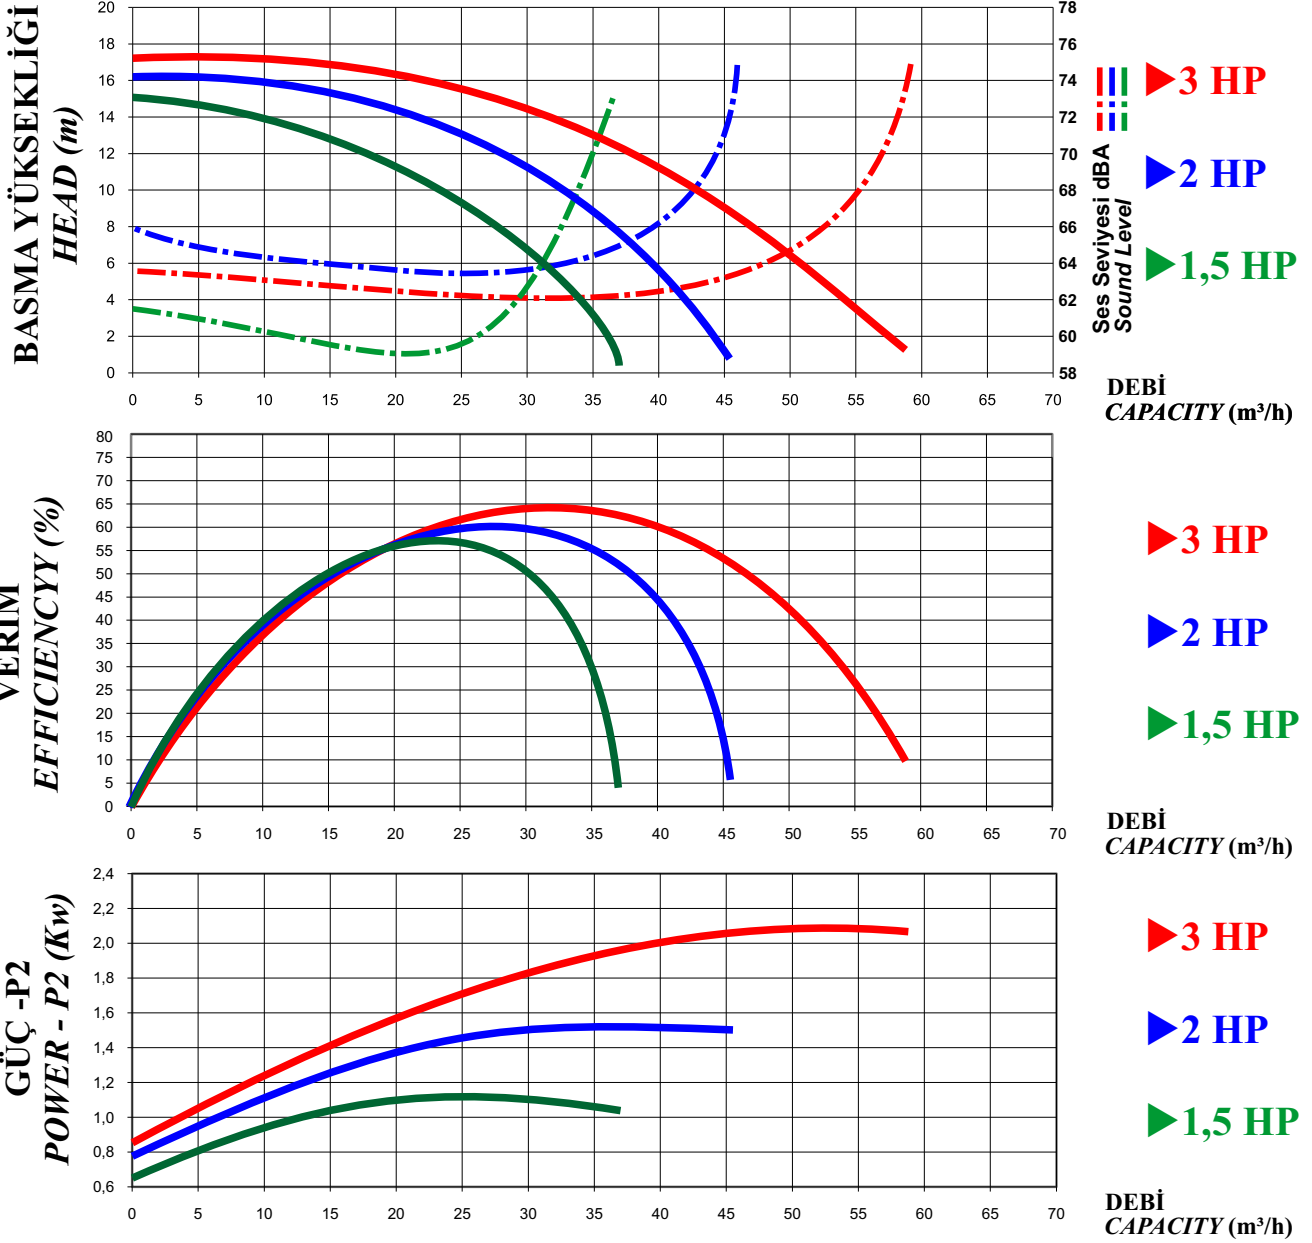 BASMA YÜKSEKLİĞİ
HEAD (m)
20
18
16
14
12
10
8
6
4
2
0
78
76
74
72
70
68
66
64
62
60
58
Ses Seviyesi dBA
Sound Level
3 HP
2 HP
1,5 HP
0 5 10 15 20 25 30 35 40 45 50 55 60 65 70
DEBİ
CAPACITY (m³/h)
VERİM
EFFICIENCYY (%)
80
75
70
65
60
55
50
45
40
35
30
25
20
15
10
5
0
3 HP
2 HP
1,5 HP
0 5 10 15 20 25 30 35 40 45 50 55 60 65 70
DEBİ
CAPACITY (m³/h)
GÜÇ -P2
POWER - P2 (Kw)
2,4
2,2
2,0
1,8
1,6
1,4
1,2
1,0
0,8
0,6
3 HP
2 HP
1,5 HP
0 5 10 15 20 25 30 35 40 45 50 55 60 65 70
DEBİ
CAPACITY (m³/h)